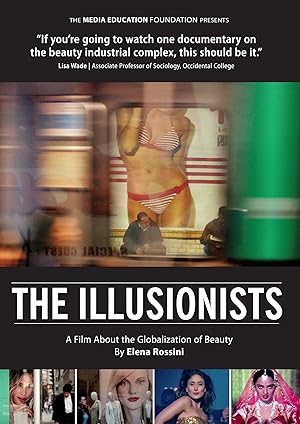 THE MEDIA EDUCATION FOUNDATION PRESENTS
“If you’re going to watch one documentary on
the beauty industrial complex, this should be it.”
Lisa Wade | Associate Professor of Sociology, Occidental College
SPECIAL GUEST
THE ILLUSIONISTS
A Film About the Globalization of Beauty
By Elena Rossini